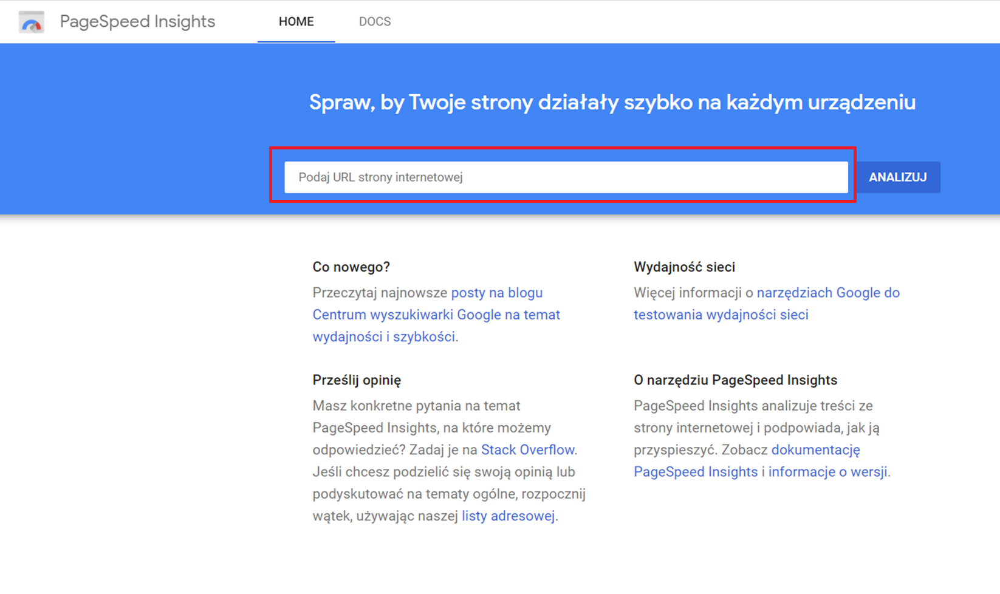 PageSpeed Insights
HOME
DOCS
Spraw, by Twoje strony działały szybko na każdym urządzeniu
Podaj URL strony internetowej
ANALIZUJ
Co nowego?
Przeczytaj najnowsze posty na blogu
Centrum wyszukiwarki Google na temat
wydajności i szybkości.
Wydajność sieci
Więcej informacji o narzędziach Google do
testowania wydajności sieci
Prześlij opinię
Masz konkretne pytania na temat
PageSpeed Insights, na które możemy
odpowiedzieć? Zadaj je na Stack Overflow.
Jeśli chcesz podzielić się swoją opinią lub
podyskutować na tematy ogólne, rozpocznij
wątek, używając naszej listy adresowej.
O narzędziu PageSpeed Insights
PageSpeed Insights analizuje treści ze
strony internetowej i podpowiada, jak ją
przyspieszyć. Zobacz dokumentację
PageSpeed Insights i informacje o wersji.